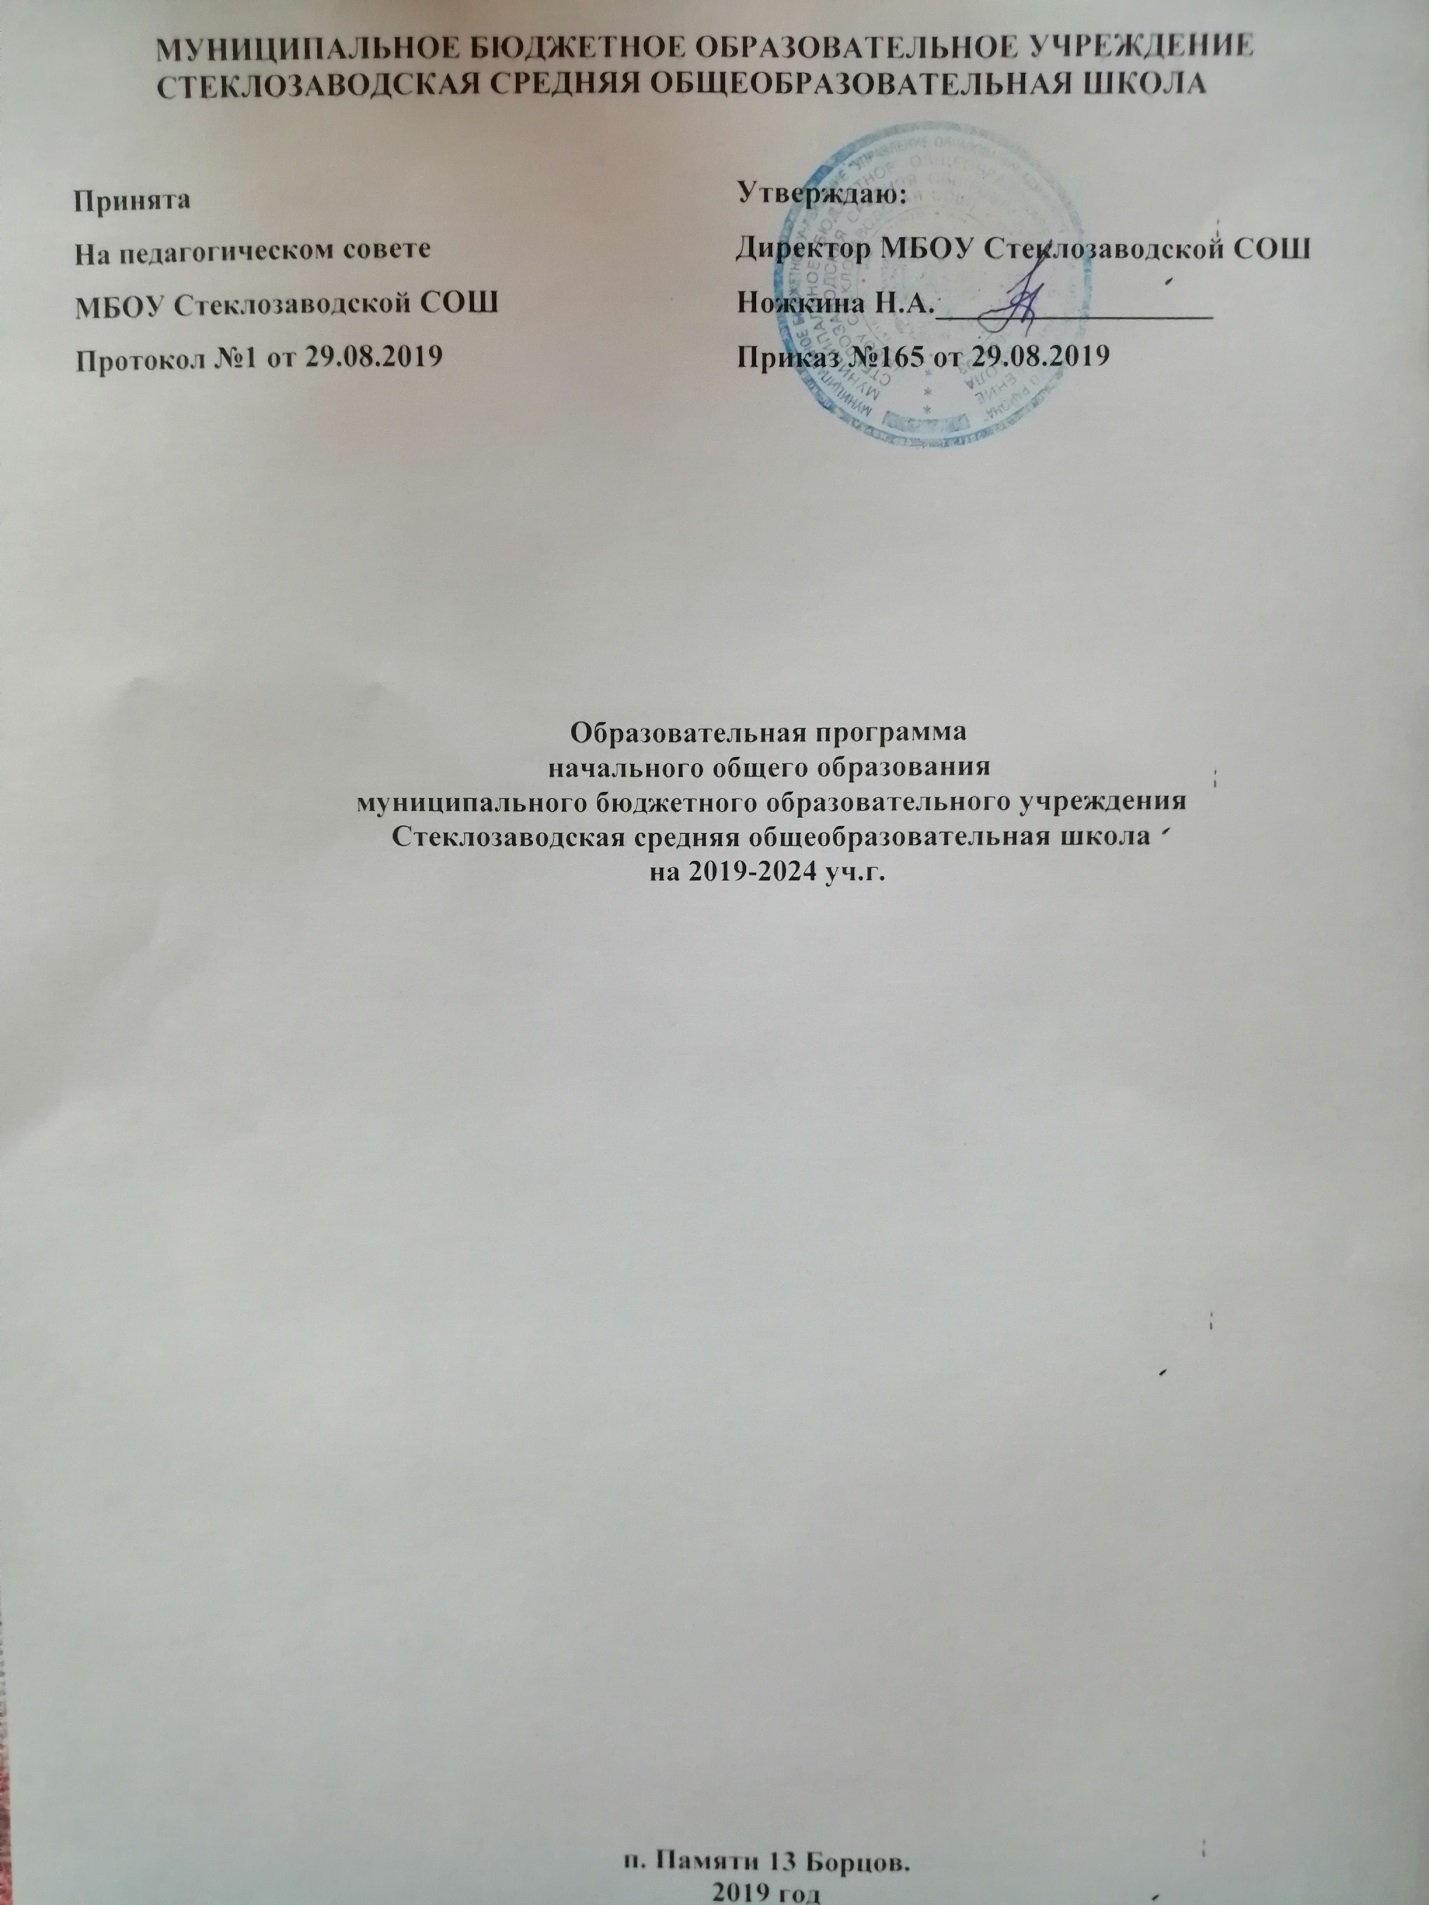 МУНИЦИПАЛЬНОЕ БЮДЖЕТНОЕ ОБРАЗОВАТЕЛЬНОЕ УЧРЕЖДЕНИЕ
СТЕКЛОЗАВОДСКАЯ СРЕДНЯЯ ОБЩЕОБРАЗОВАТЕЛЬНАЯ ШКОЛА
Принята
На педагогическом совете
МБОУ Стеклозаводской СОШ
Протокол №1 от 29.08.2019
Утверждаю:
Директор МБОУ Стеклозаводской СОШ
Ножкина Н.А.
Приказ №165 от 29.08.2019
Образовательная программа
начального общего образования
муниципального бюджетного образовательного учреждения
Стеклозаводская средняя общеобразовательная школа
на 2019-2024 уч.г.
п. Памяти 13 Борцов.
2019 год